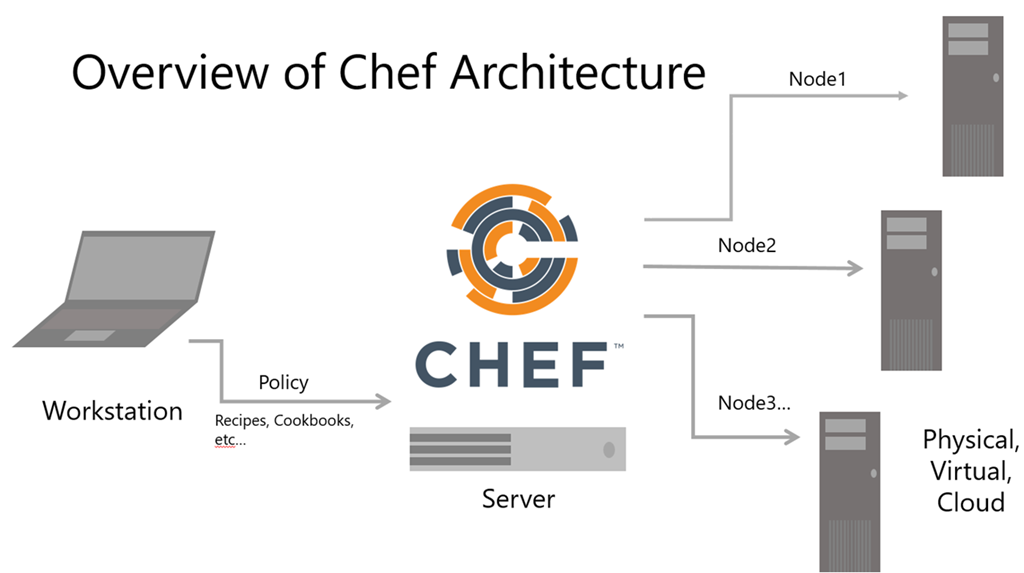 Overview of Chef Architecture
Node1
Node2
CHEF™
Policy
Workstation
Recipes, Cookbooks,
etc...
Node3...
Server
Physical,
Virtual,
Cloud